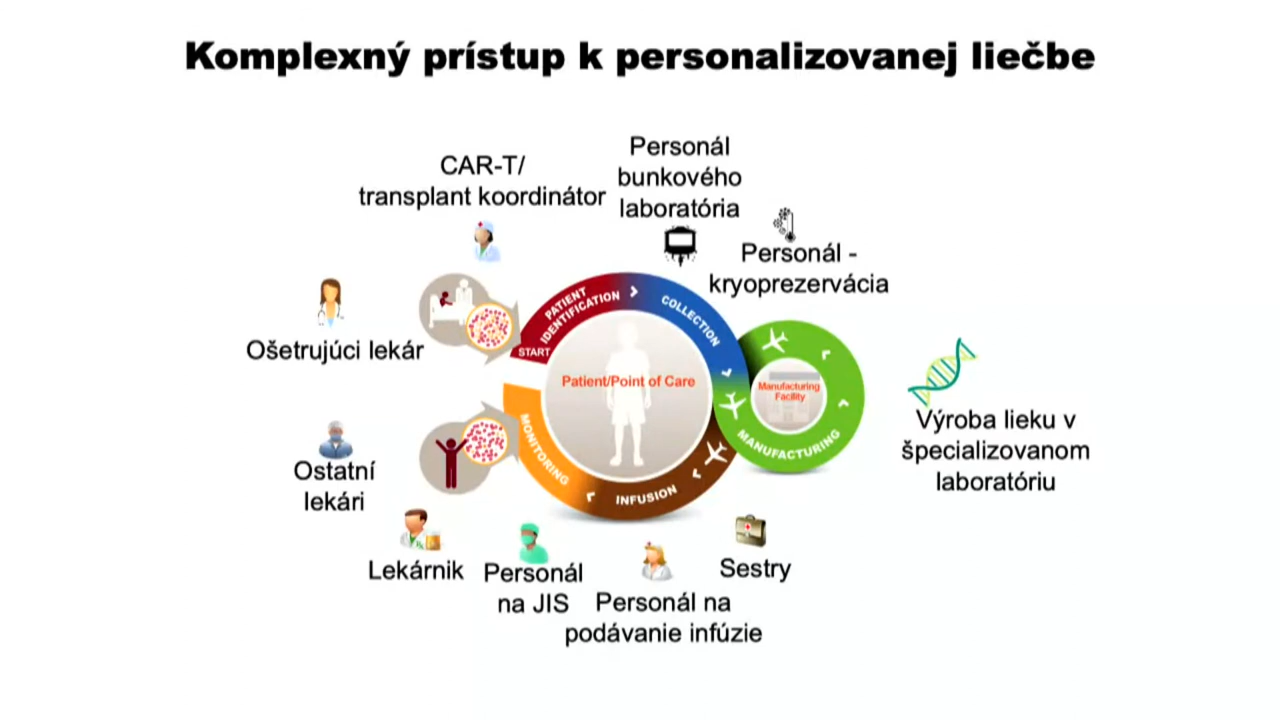 Komplexný prístup k personalizovanej liečbe
CAR-T/
transplant koordinátor
Personál
bunkového
laboratória
Personál -
kryoprezervácia
Ošetrujúci lekár
PATIENT
IDENTIFICATION
START
COLLECTION
Patient/Point of Care
Manufacturing
Facility
MANUFACTURING
INFUSION
MONITORING
Výroba lieku v
špecializovanom
laboratóriu
Ostatní
lekári
Lekárnik
Personál
na JIS
Personál na
podávanie infúzie
Sestry